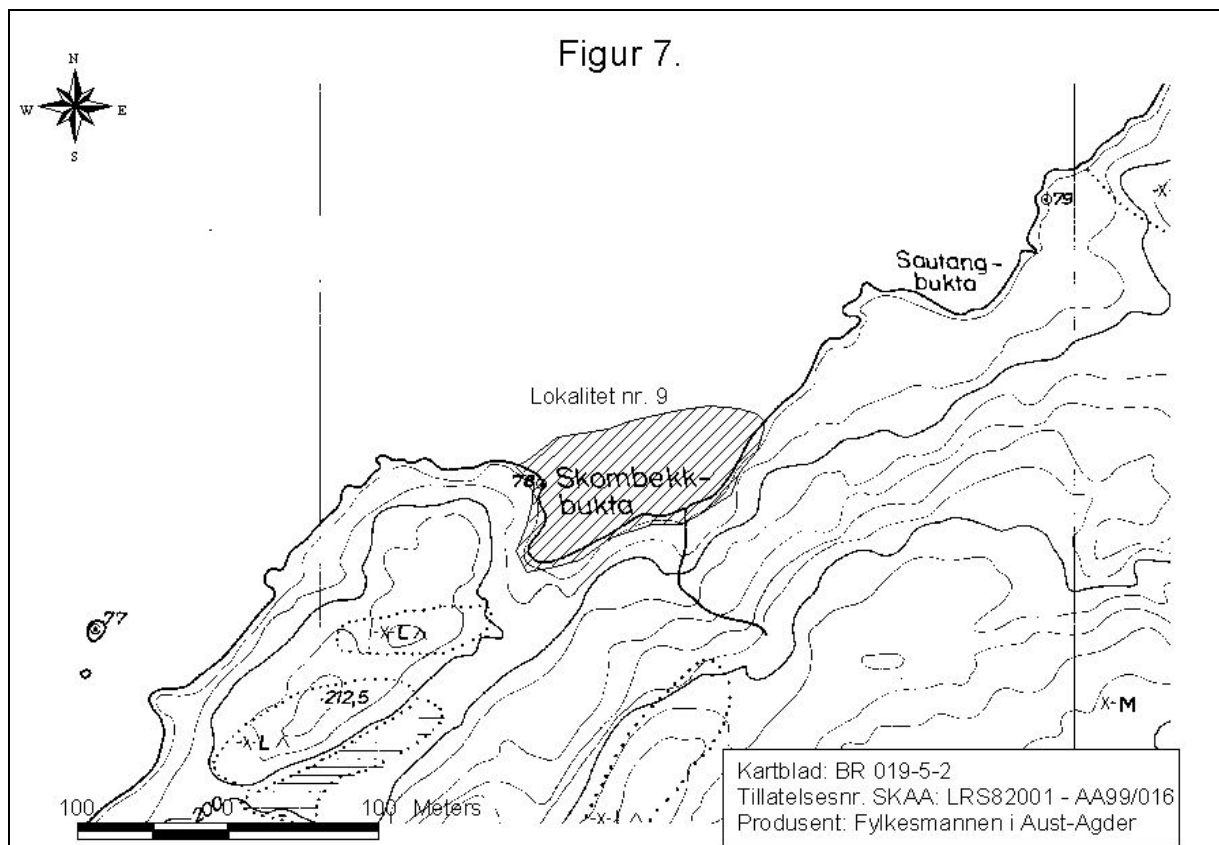 Figur 7.
N
W E
S
79
-X-
Sautang-
bukta
Lokalitet nr. 9
78
Skombekk-
bukta
77
-X-L
212,5
X-M
-X-L
Kartblad: BR 019-5-2
Tillatelsesnr. SKAA: LRS82001 - AA99/016
Produsent: Fylkesmannen i Aust-Agder
200
100 0 100 Meters